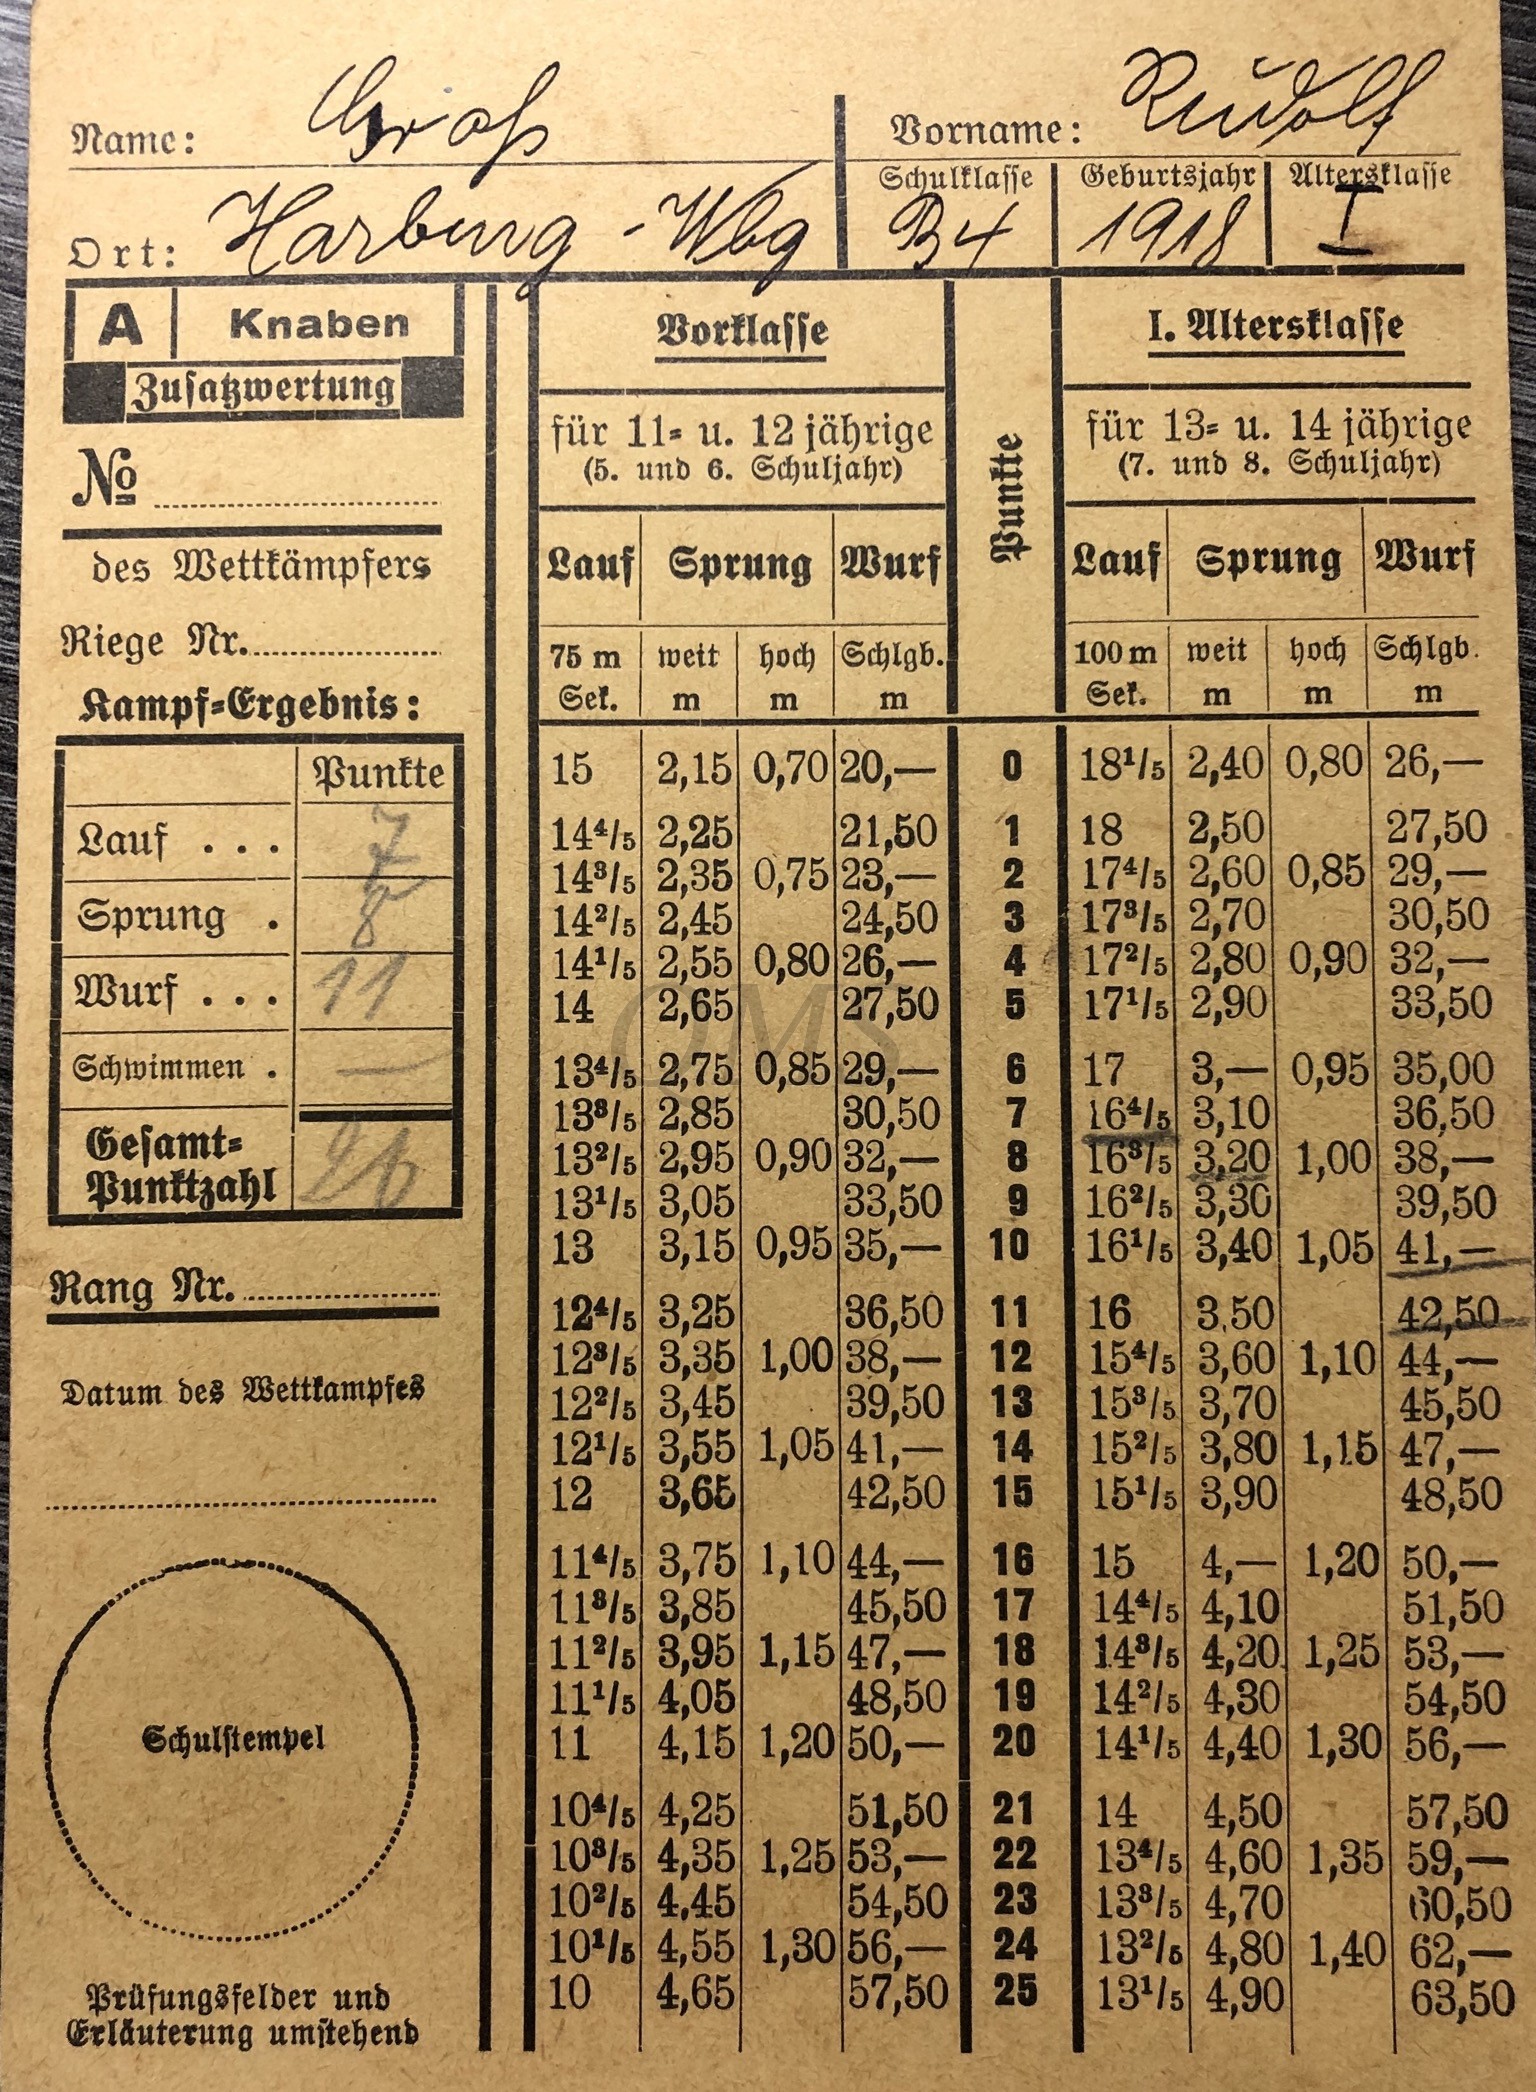 Name: Groß Vorname: Rudolf
Schulklasse Geburtsjahr Altersklasse
Ort: Harburg-Wbg B4 1918 I
A Knaben
Zusatzwertung
No
des Wettkämpfers
Riege Nr.
Kampf=Ergebnis:
Punkte
Lauf . . . 7
Sprung . 8
Wurf . . . 11
Schwimmen . —
Gesamt= Punktzahl 26
Rang Nr.
Datum des Wettkampfes
Schulstempel
Prüfungsfelder und
Erläuterung umstehend
Vorklasse Punkte I. Altersklasse
für 11= u. 12 jährige für 13= u. 14 jährige
(5. und 6. Schuljahr) (7. und 8. Schuljahr)
Lauf Sprung Wurf Lauf Sprung Wurf
75 m weit hoch Schlgb. 100 m weit hoch Schlgb.
Sek. m m m Sek. m m m
15 2,15 0,70 20,— 0 18¹/₅ 2,40 0,80 26,—
14⁴/₅ 2,25 21,50 1 18 2,50 27,50
14³/₅ 2,35 0,75 23,— 2 17⁴/₅ 2,60 0,85 29,—
14²/₅ 2,45 24,50 3 17³/₅ 2,70 30,50
14¹/₅ 2,55 0,80 26,— 4 17²/₅ 2,80 0,90 32,—
14 2,65 27,50 5 17¹/₅ 2,90 33,50
OMS
13⁴/₅ 2,75 0,85 29,— 6 17 3,— 0,95 35,00
13³/₅ 2,85 30,50 7 16⁴/₅ 3,10 36,50
13²/₅ 2,95 0,90 32,— 8 16³/₅ 3,20 1,00 38,—
13¹/₅ 3,05 33,50 9 16²/₅ 3,30 39,50
13 3,15 0,95 35,— 10 16¹/₅ 3,40 1,05 41,—
12⁴/₅ 3,25 36,50 11 16 3.50 42,50
12³/₅ 3,35 1,00 38,— 12 15⁴/₅ 3,60 1,10 44,—
12²/₅ 3,45 39,50 13 15³/₅ 3,70 45,50
12¹/₅ 3,55 1,05 41,— 14 15²/₅ 3,80 1,15 47,—
12 3,65 42,50 15 15¹/₅ 3,90 48,50
11⁴/₅ 3,75 1,10 44,— 16 15 4,— 1,20 50,—
11³/₅ 3,85 45,50 17 14⁴/₅ 4,10 51,50
11²/₅ 3,95 1,15 47,— 18 14³/₅ 4,20 1,25 53,—
11¹/₅ 4,05 48,50 19 14²/₅ 4,30 54,50
11 4,15 1,20 50,— 20 14¹/₅ 4,40 1,30 56,—
10⁴/₅ 4,25 51,50 21 14 4,50 57,50
10³/₅ 4,35 1,25 53,— 22 13⁴/₅ 4,60 1,35 59,—
10²/₅ 4,45 54,50 23 13³/₅ 4,70 60,50
10¹/₅ 4,55 1,30 56,— 24 13²/₅ 4,80 1,40 62,—
10 4,65 57,50 25 13¹/₅ 4,90 63,50